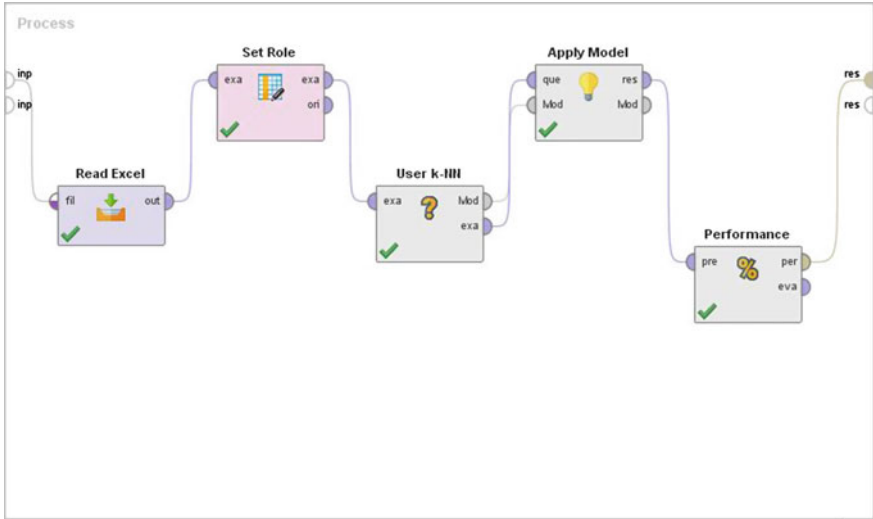 Process
inp
inp
Read Excel
fil
out
Set Role
exa
exa
ori
User k-NN
exa
Mod
exa
Apply Model
que
res
Mod
Mod
Performance
%
pre
per
eva
res
res